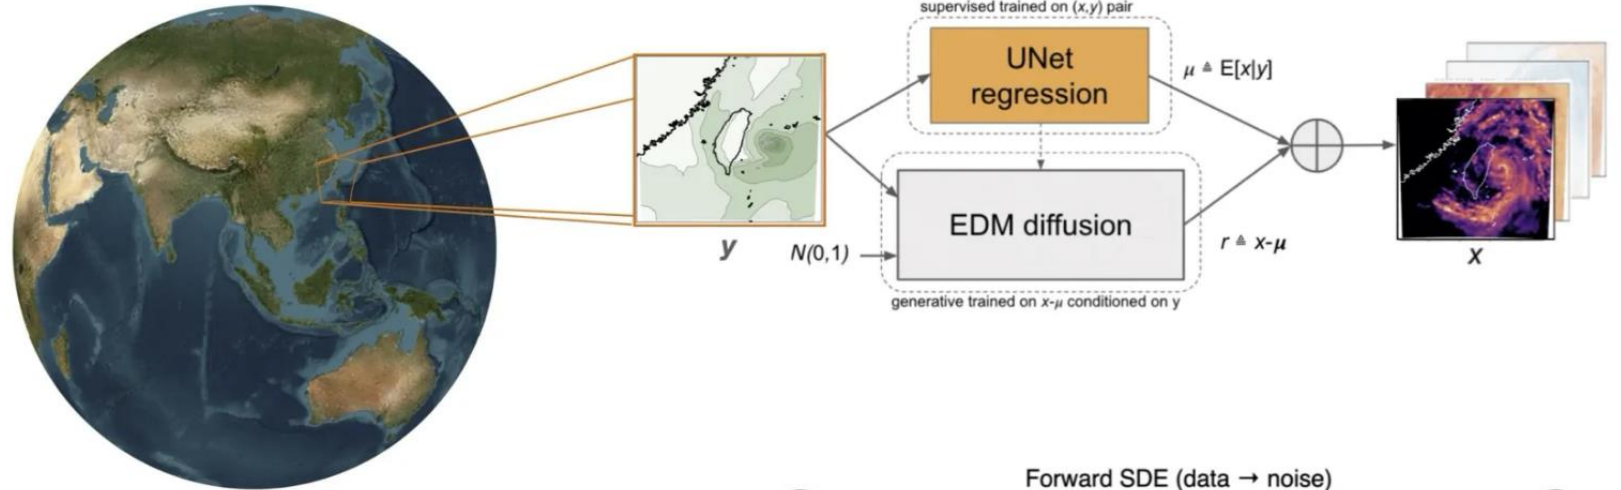 supervised trained on (x,y) pair
UNet
regression
μ ≜ E[x|y]
EDM diffusion
y
N(0,1)
r ≜ x-μ
x
generative trained on x-μ conditioned on y
Forward SDE (data → noise)